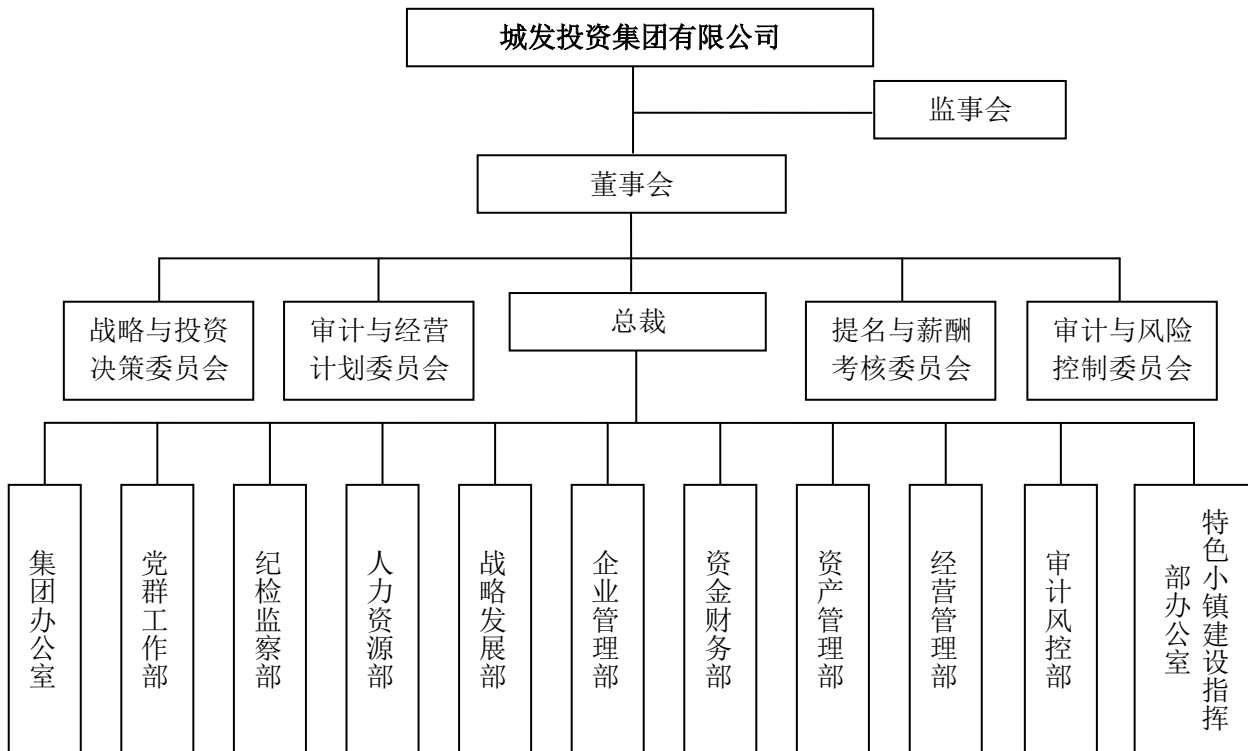 城发投资集团有限公司
监事会
董事会
战略与投资
决策委员会
审计与经营
计划委员会
总裁
提名与薪酬
考核委员会
审计与风险
控制委员会
集团办公室
党群工作部
纪检监察部
人力资源部
战略发展部
企业管理部
资金财务部
资产管理部
经营管理部
审计风控部
特色小镇建设指挥
部办公室